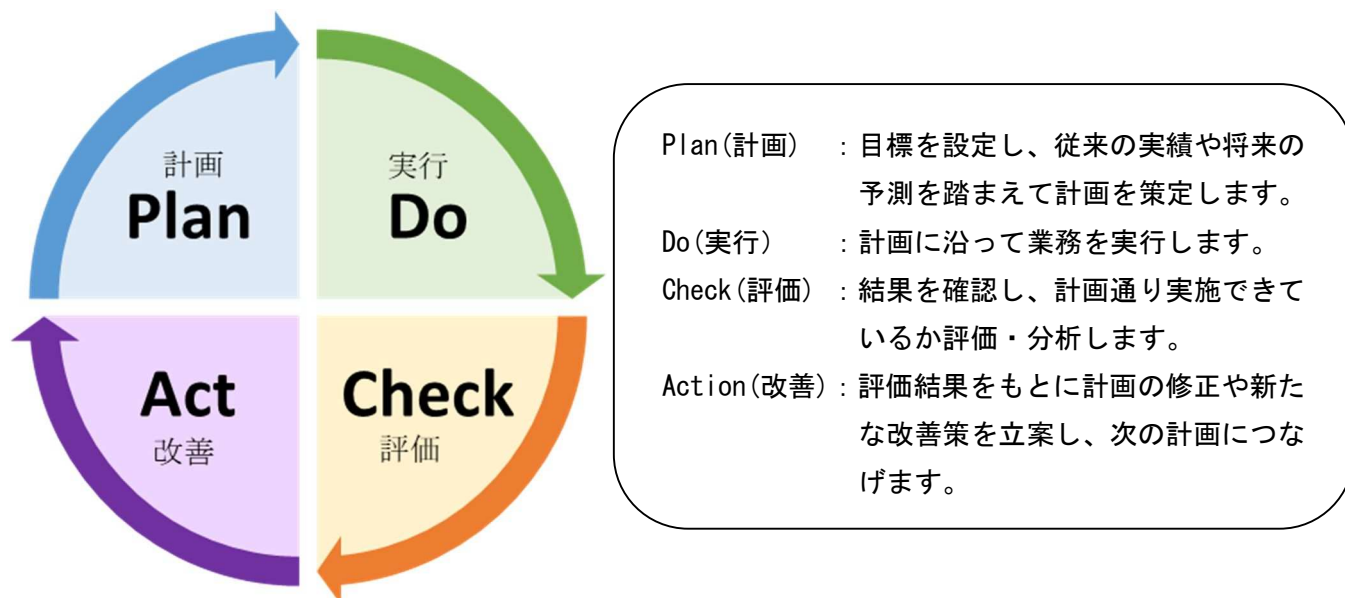 計画
Plan
実行
Do
Act
改善
Check
評価
Plan(計画) ：目標を設定し、従来の実績や将来の
予測を踏まえて計画を策定します。
Do(実行) ：計画に沿って業務を実行します。
Check(評価) ：結果を確認し、計画通り実施できて
いるか評価・分析します。
Action(改善)：評価結果をもとに計画の修正や新た
な改善策を立案し、次の計画につな
げます。